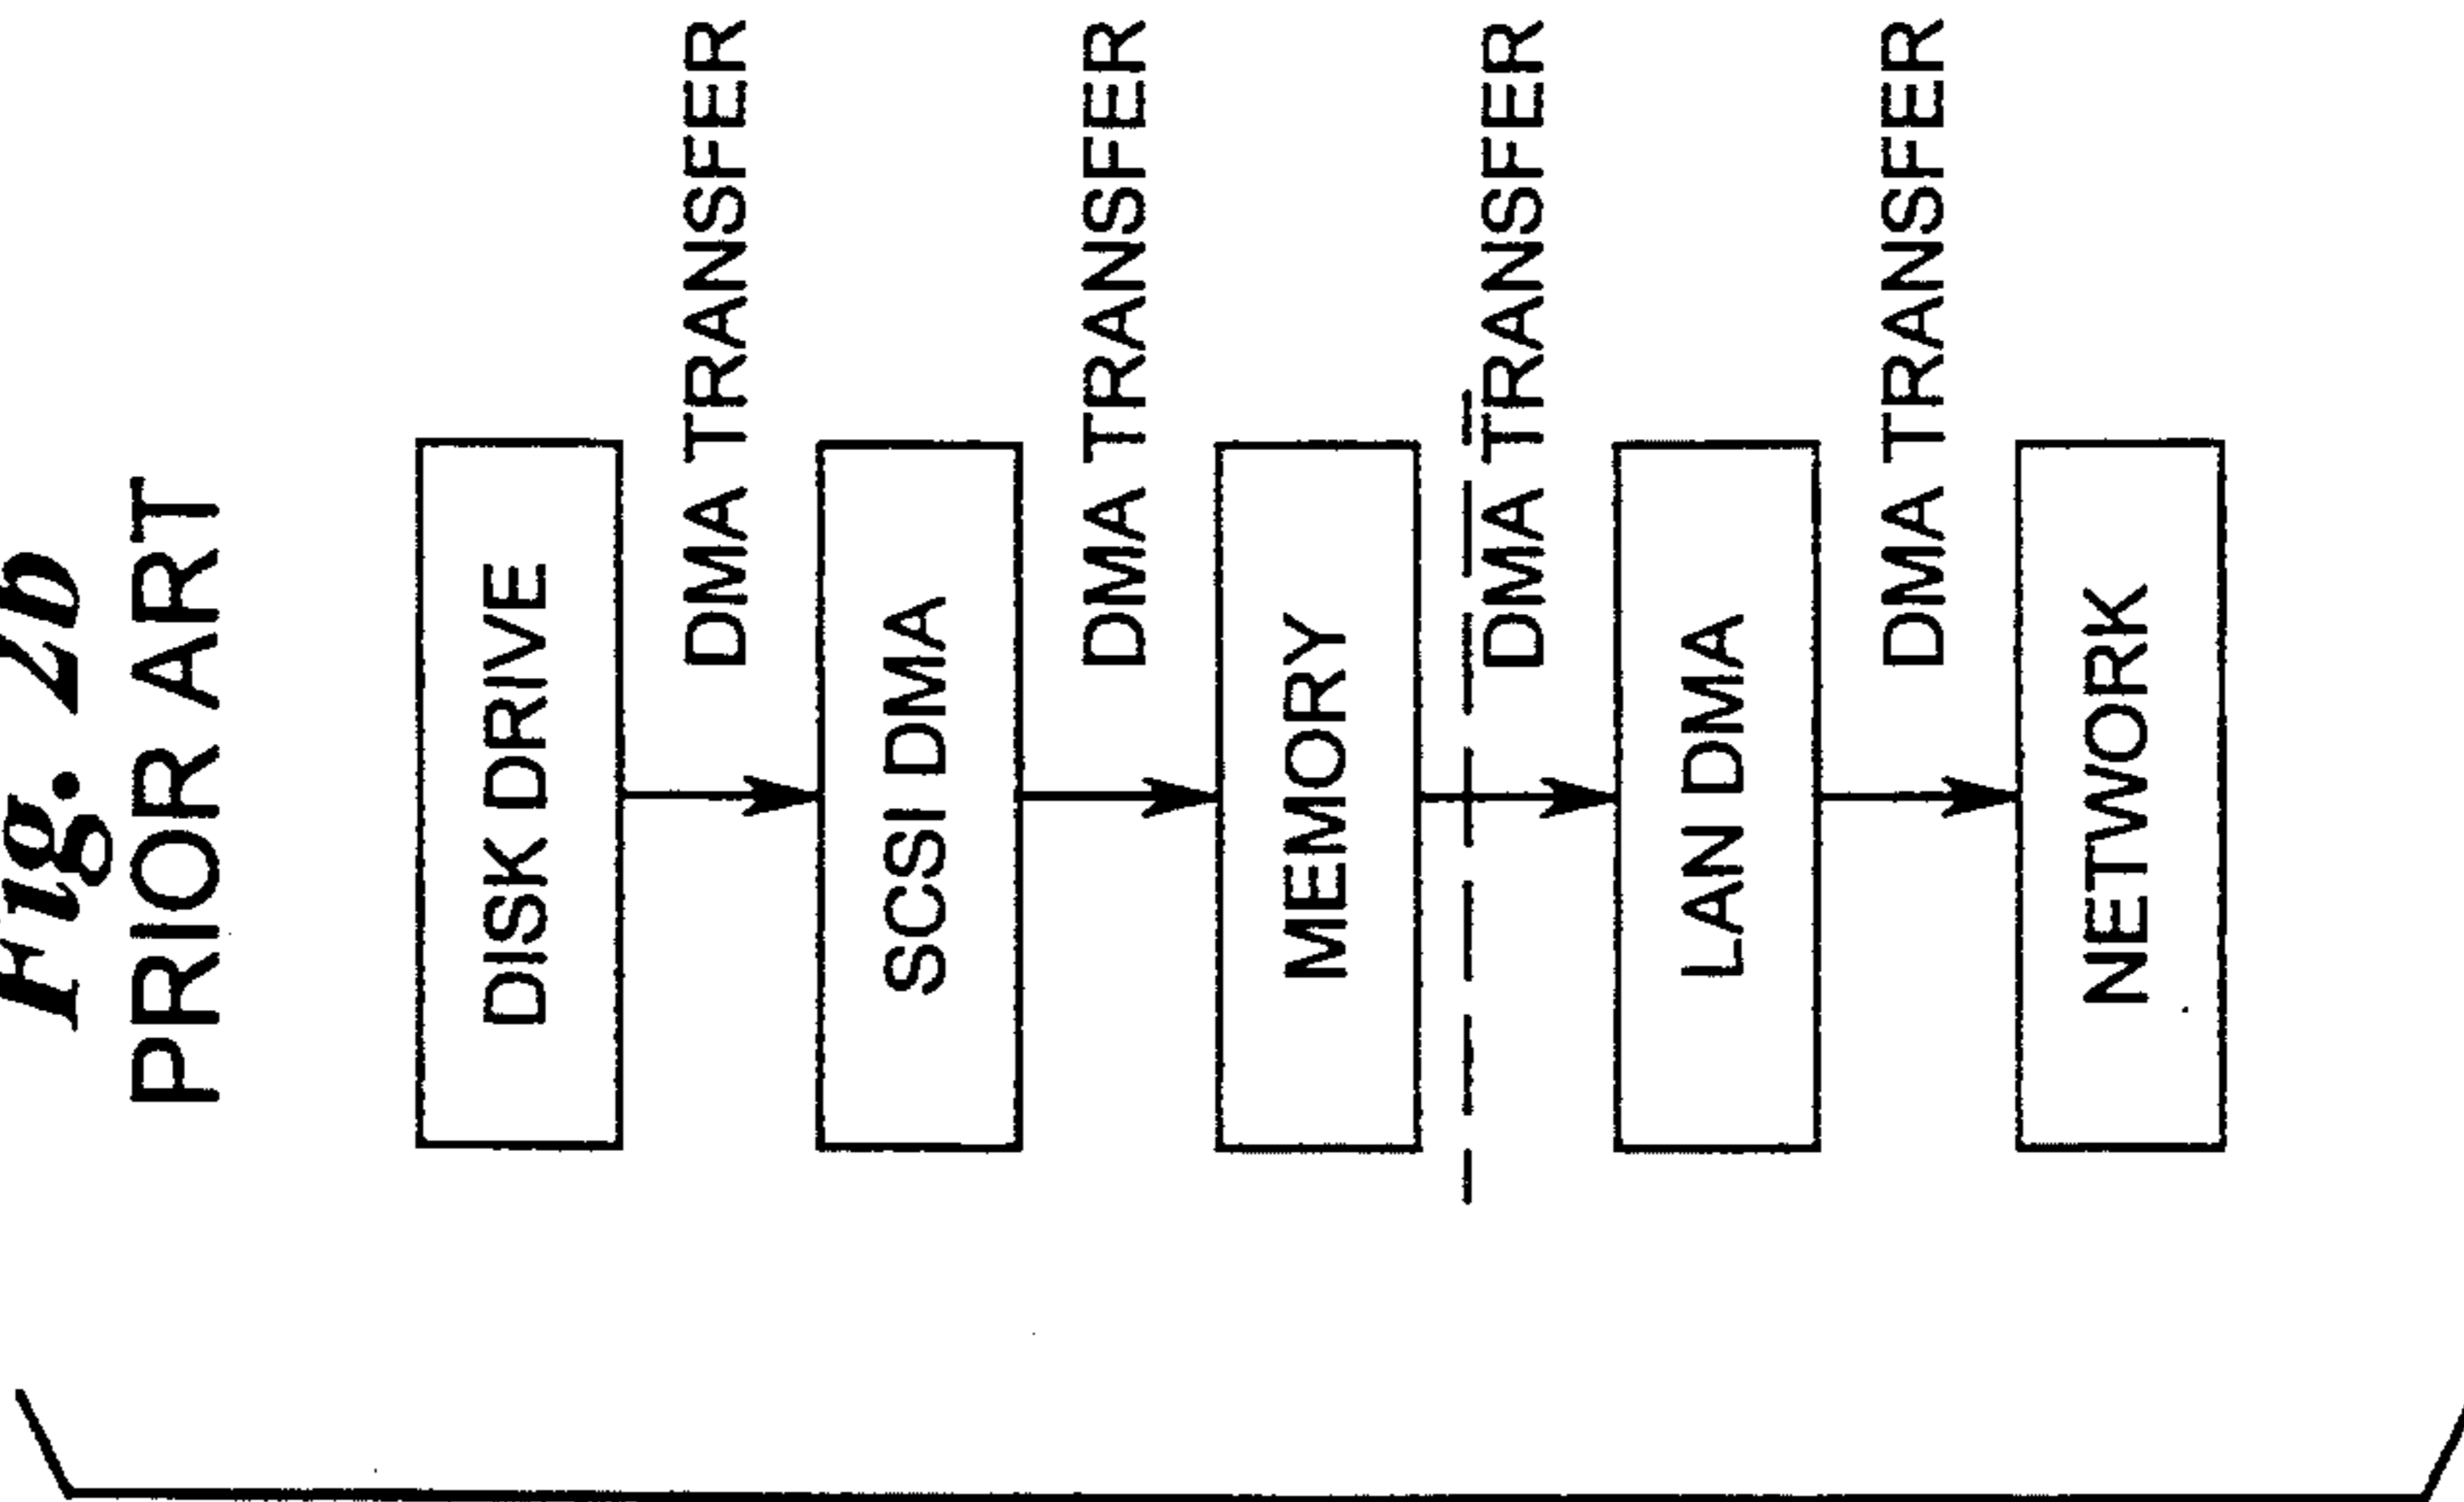 Fig. 2b
PRIOR ART
DISK DRIVE
DMA TRANSFER
SCSI DMA
DMA TRANSFER
MEMORY
DMA TRANSFER
LAN DMA
DMA TRANSFER
NETWORK